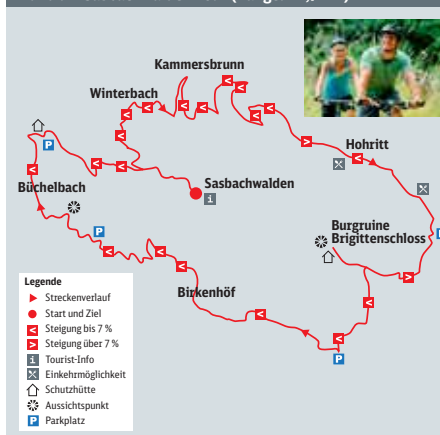 Kammersbrunn
Winterbach
Hohritt
Sasbachwalden
Büchelbach
Burgruine
Brigittenschloss
Birkenhöf
Legende
Streckenverlauf
Start und Ziel
Steigung bis 7 %
Steigung über 7 %
Tourist-Info
Einkehrmöglichkeit
Schutzhütte
Aussichtspunkt
P Parkplatz